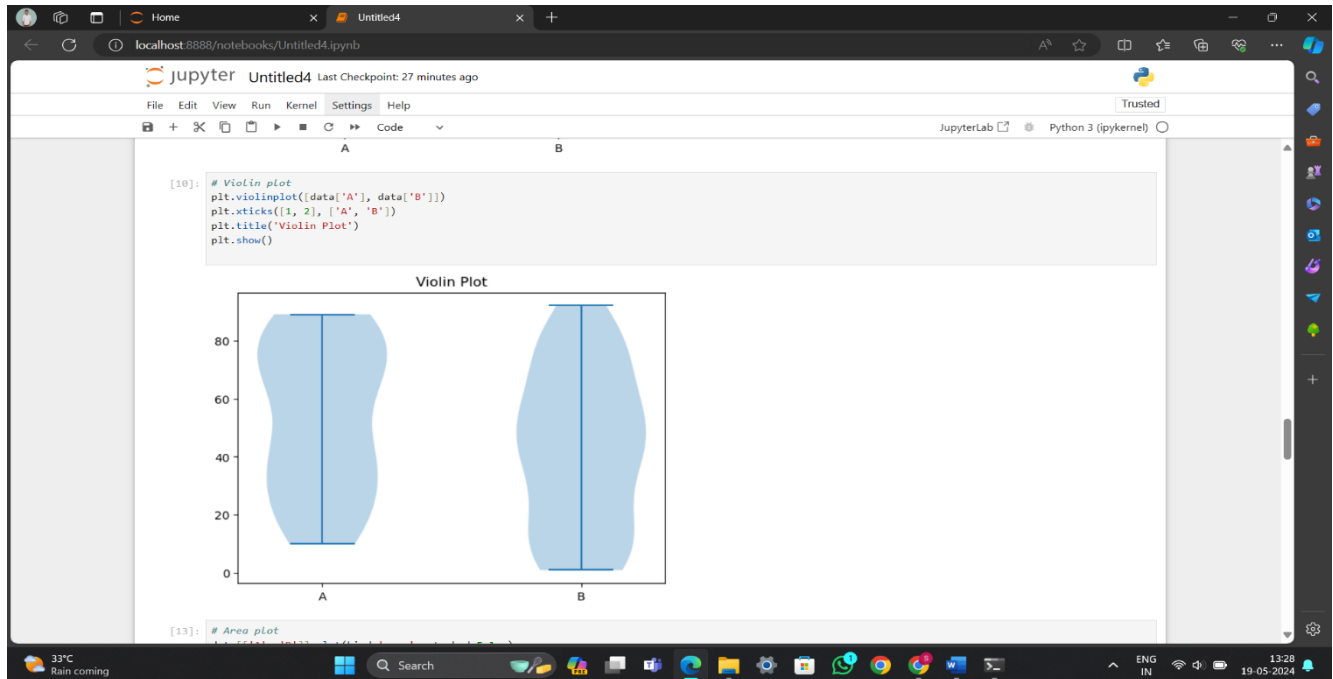 Home
Untitled4
localhost:8888/notebooks/Untitled4.ipynb
jupyter Untitled4 Last Checkpoint: 27 minutes ago
File Edit View Run Kernel Settings Help
Trusted
Code
JupyterLab
Python 3 (ipykernel)
A B
[10]: # Violin plot
plt.violinplot([data['A'], data['B']])
plt.xticks([1, 2], ['A', 'B'])
plt.title('Violin Plot')
plt.show()
Violin Plot
80
60
40
20
0
A B
[13]: # Area plot
33°C
Rain coming
Search
PRE
1
ENG
IN
13:28
19-05-2024